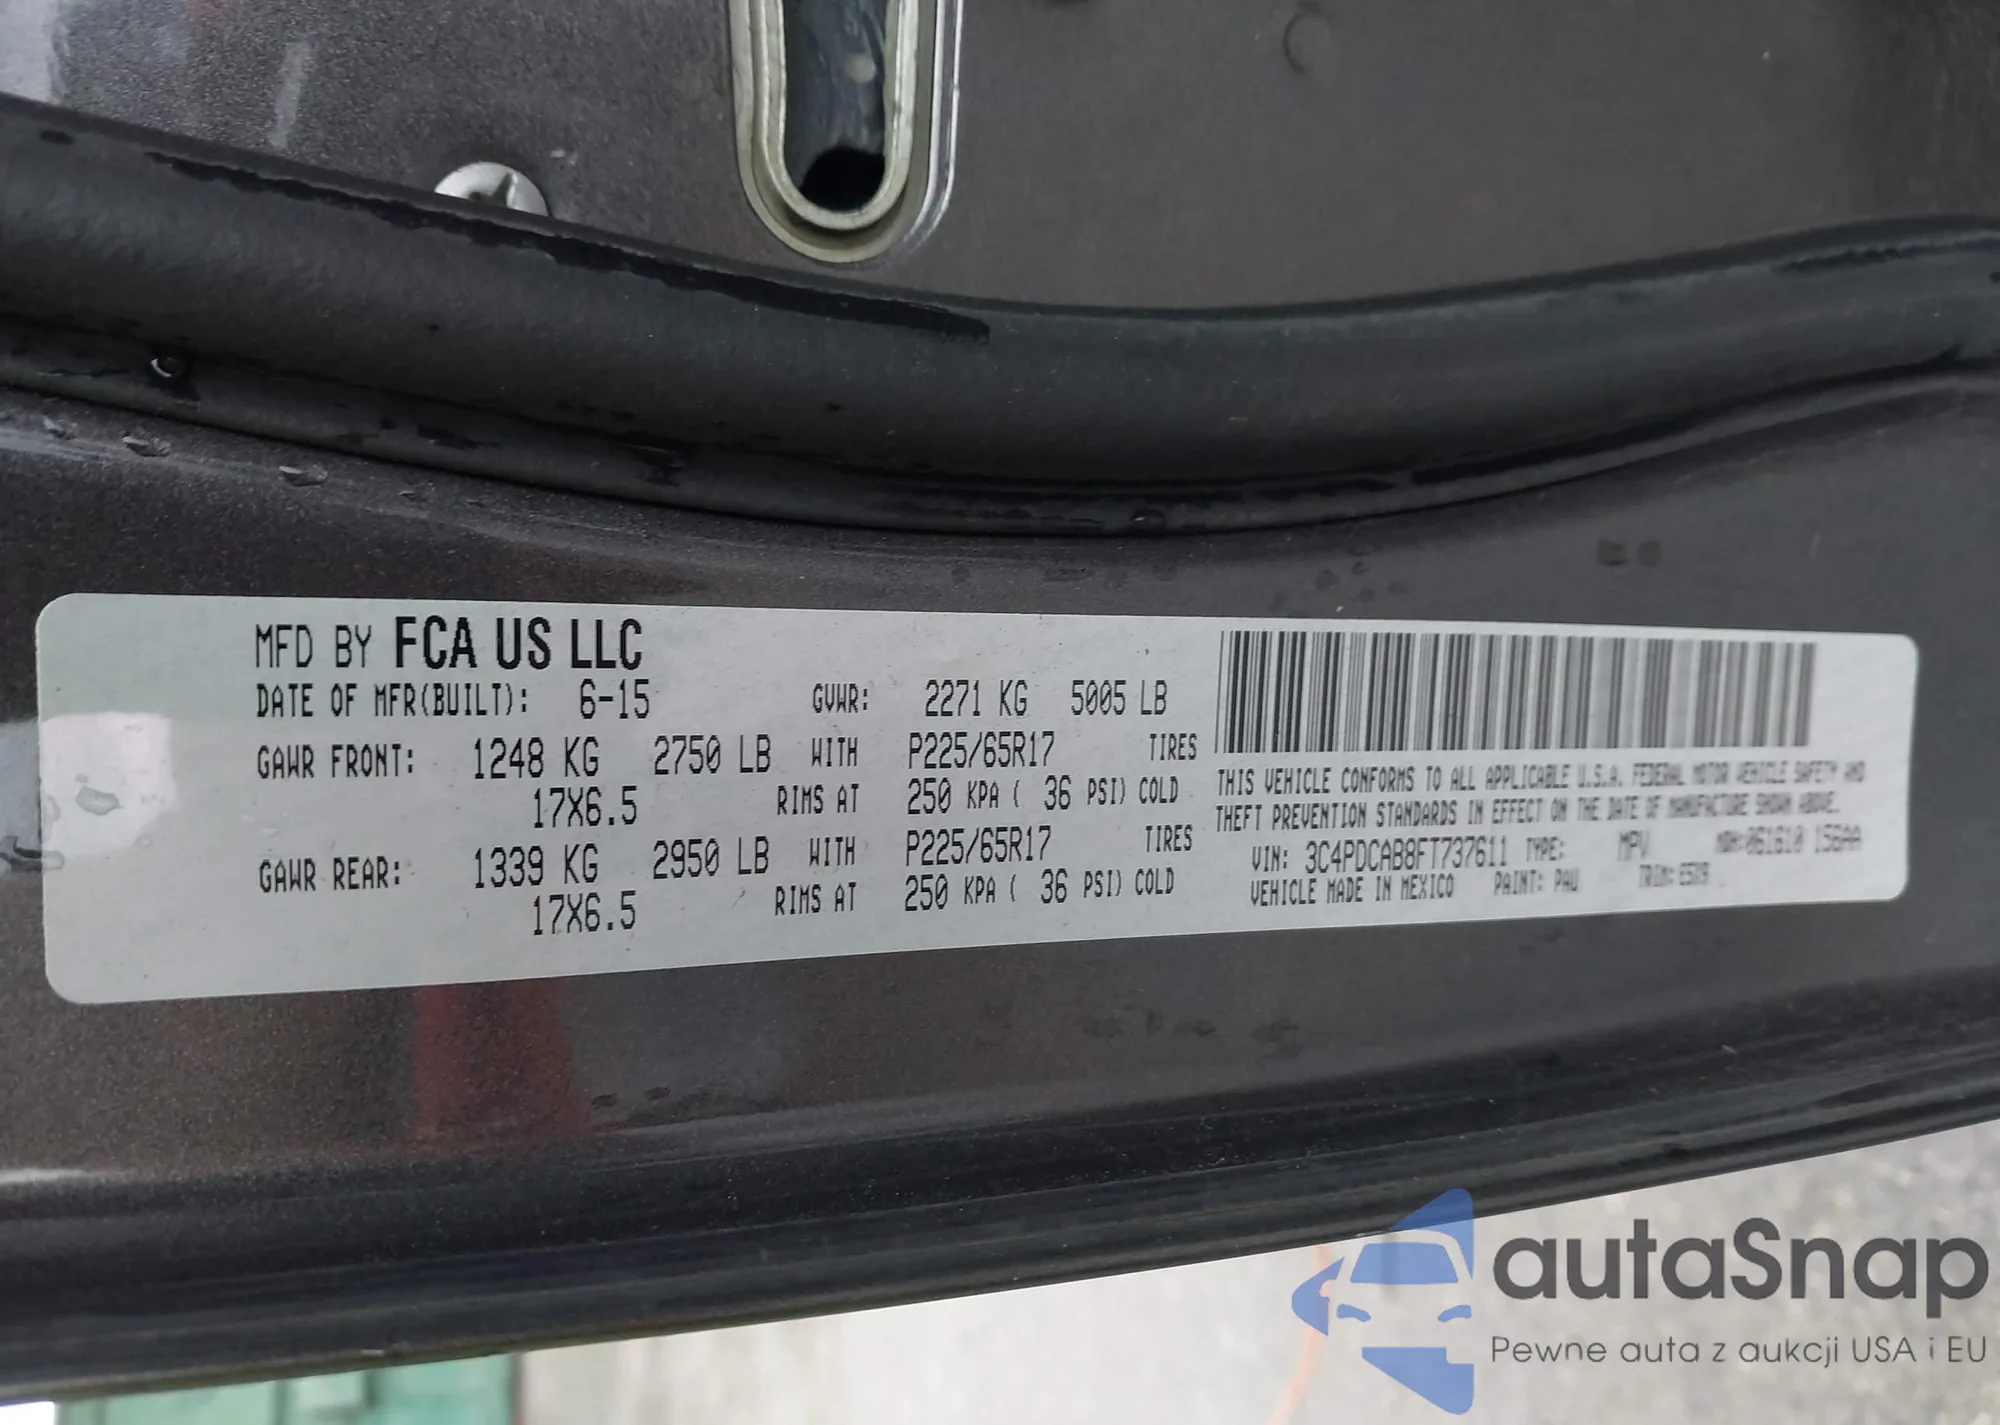 MFD BY FCA US LLC
DATE OF MFR(BUILT): 6-15 GVWR: 2271 KG 5005 LB
GAWR FRONT: 1248 KG 2750 LB WITH P225/65R17 TIRES
17X6.5 RIMS AT 250 KPA ( 36 PSI) COLD
GAWR REAR: 1339 KG 2950 LB WITH P225/65R17 TIRES
17X6.5 RIMS AT 250 KPA ( 36 PSI) COLD
THIS VEHICLE CONFORMS TO ALL APPLICABLE U.S.A. FEDERAL MOTOR VEHICLE SAFETY AND
THEFT PREVENTION STANDARDS IN EFFECT ON THE DATE OF MANUFACTURE SHOWN ABOVE.
VIN: 3C4PDCAB8FT737611 TYPE: MPV MDH:061610 156AA
VEHICLE MADE IN MEXICO PAINT: PAU TRIM:
autaSnap
Pewne auta z aukcji USA i EU